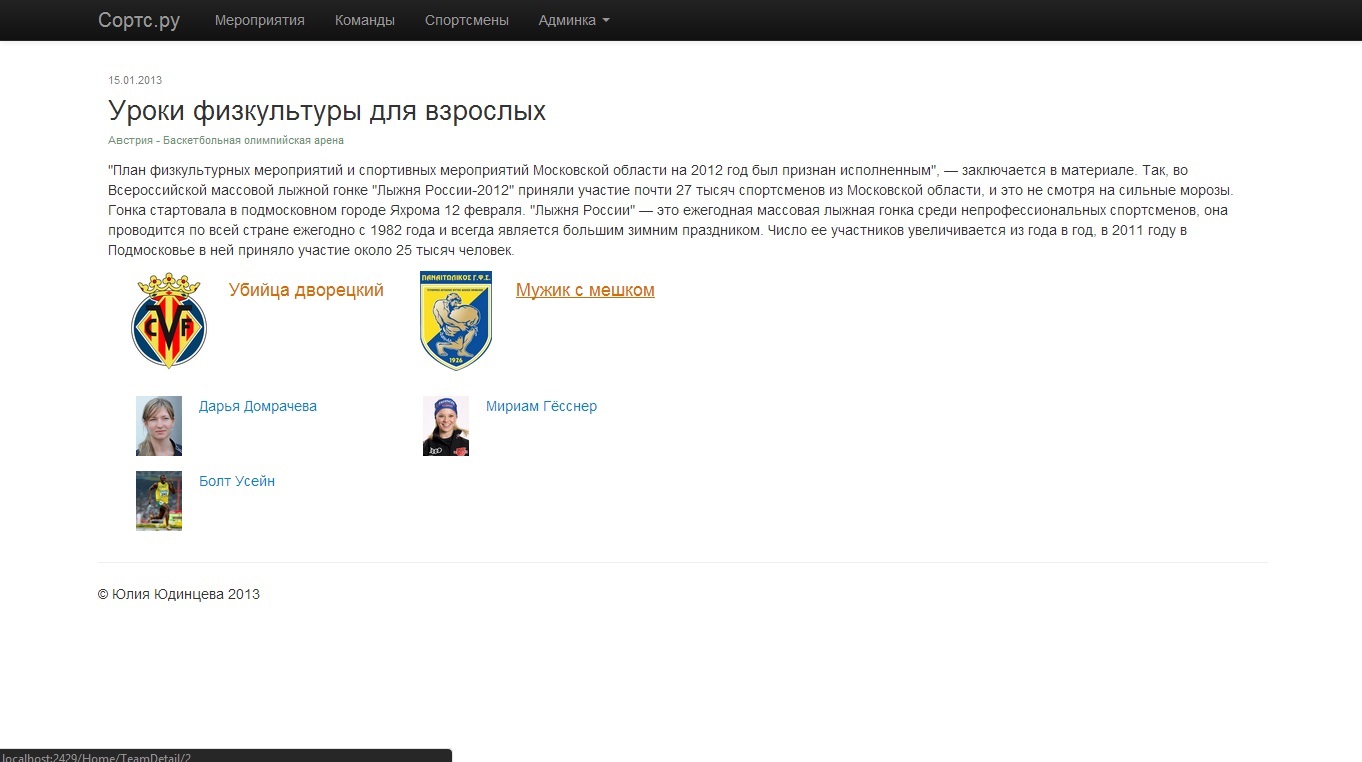 Сортс.ру Мероприятия Команды Спортсмены Админка
15.01.2013
Уроки физкультуры для взрослых
Австрия - Баскетбольная олимпийская арена
"План физкультурных мероприятий и спортивных мероприятий Московской области на 2012 год был признан исполненным", — заключается в материале. Так, во
Всероссийской массовой лыжной гонке "Лыжня России-2012" приняли участие почти 27 тысяч спортсменов из Московской области, и это не смотря на сильные морозы.
Гонка стартовала в подмосковном городе Яхрома 12 февраля. "Лыжня России" — это ежегодная массовая лыжная гонка среди непрофессиональных спортсменов, она
проводится по всей стране ежегодно с 1982 года и всегда является большим зимним праздником. Число ее участников увеличивается из года в год, в 2011 году в
Подмосковье в ней приняло участие около 25 тысяч человек.
CVF
Убийца дворецкий
ΠΑΝΑΙΤΩΛΙΚΟΣ Γ.Φ.Σ.
1926
Мужик с мешком
Дарья Домрачева
Мириам Гёсснер
Болт Усейн
© Юлия Юдинцева 2013
localhost:2429/Home/TeamDetail/2